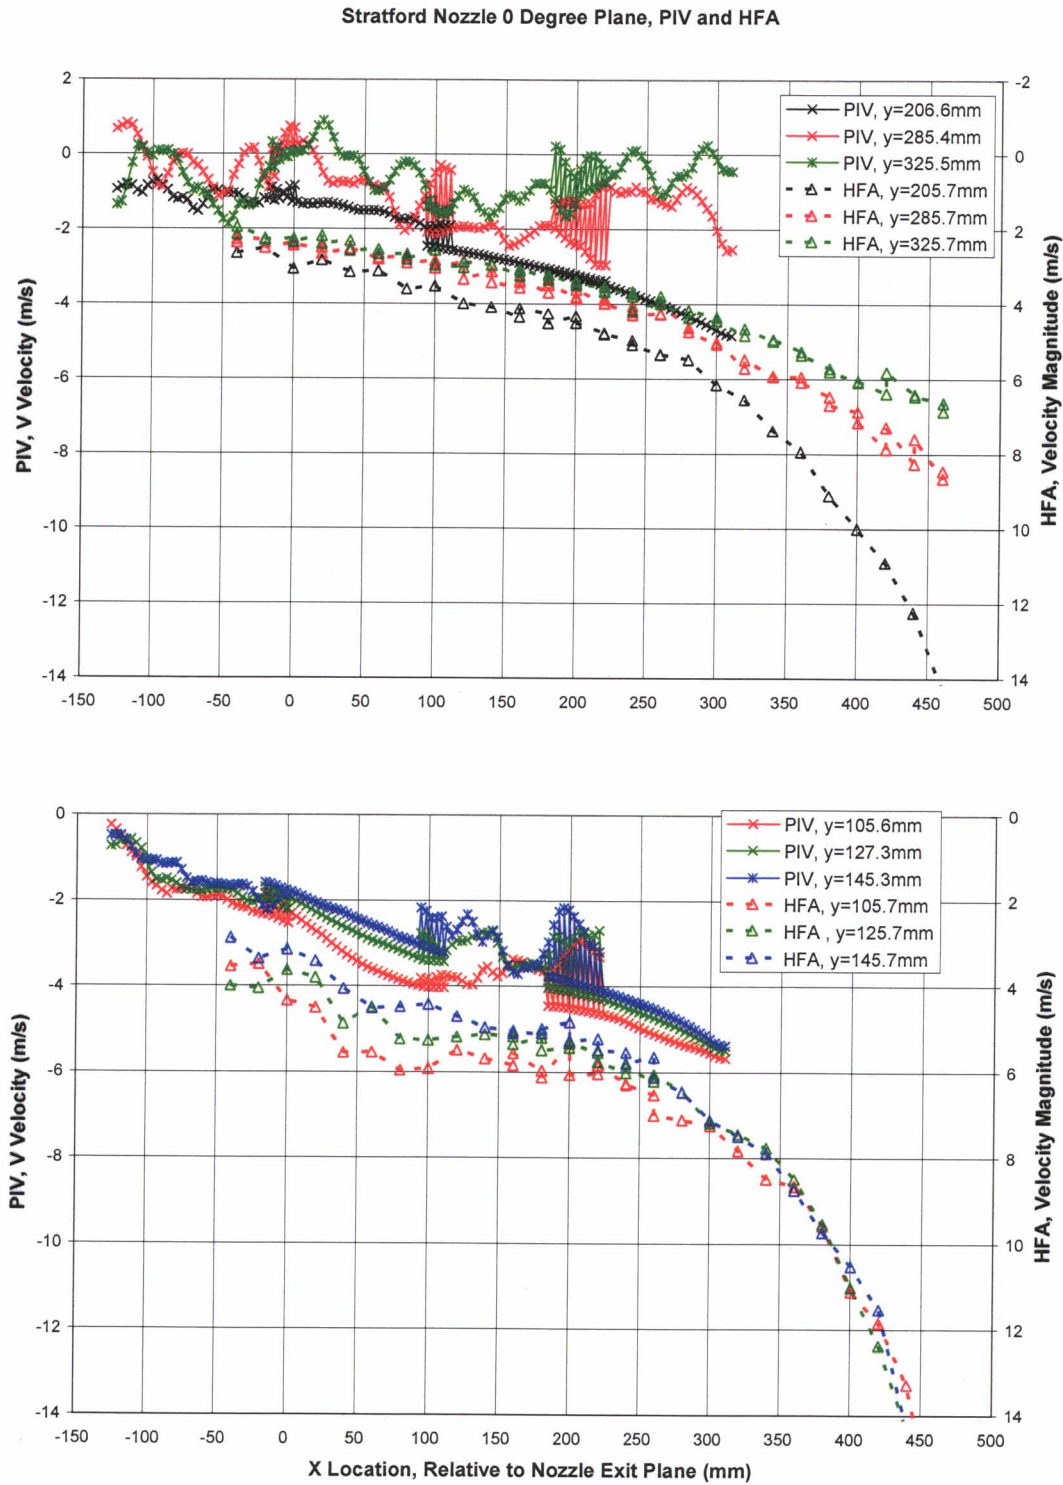 Stratford Nozzle 0 Degree Plane, PIV and HFA
2
0
-2
-4
-6
-8
-10
-12
-14
PIV, V Velocity (m/s)
-2
0
2
4
6
8
10
12
14
HFA, Velocity Magnitude (m/s)
PIV, y=206.6mm
PIV, y=285.4mm
PIV, y=325.5mm
HFA, y=205.7mm
HFA, y=285.7mm
HFA, y=325.7mm
-150 -100 -50 0 50 100 150 200 250 300 350 400 450 500
0
-2
-4
-6
-8
-10
-12
-14
PIV, V Velocity (m/s)
0
2
4
6
8
10
12
14
HFA, Velocity Magnitude (m/s)
PIV, y=105.6mm
PIV, y=127.3mm
PIV, y=145.3mm
HFA, y=105.7mm
HFA , y=125.7mm
HFA, y=145.7mm
-150 -100 -50 0 50 100 150 200 250 300 350 400 450 500
X Location, Relative to Nozzle Exit Plane (mm)